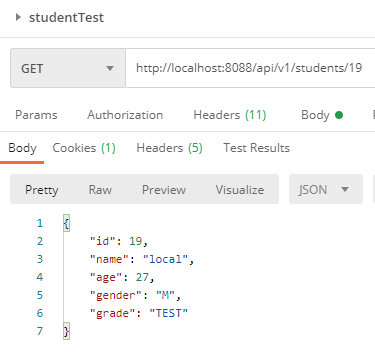 studentTest
GET http://localhost:8088/api/v1/students/19
Params Authorization Headers (11) Body
Body Cookies (1) Headers (5) Test Results
Pretty Raw Preview Visualize JSON
1 {
2 "id": 19,
3 "name": "local",
4 "age": 27,
5 "gender": "M",
6 "grade": "TEST"
7 }